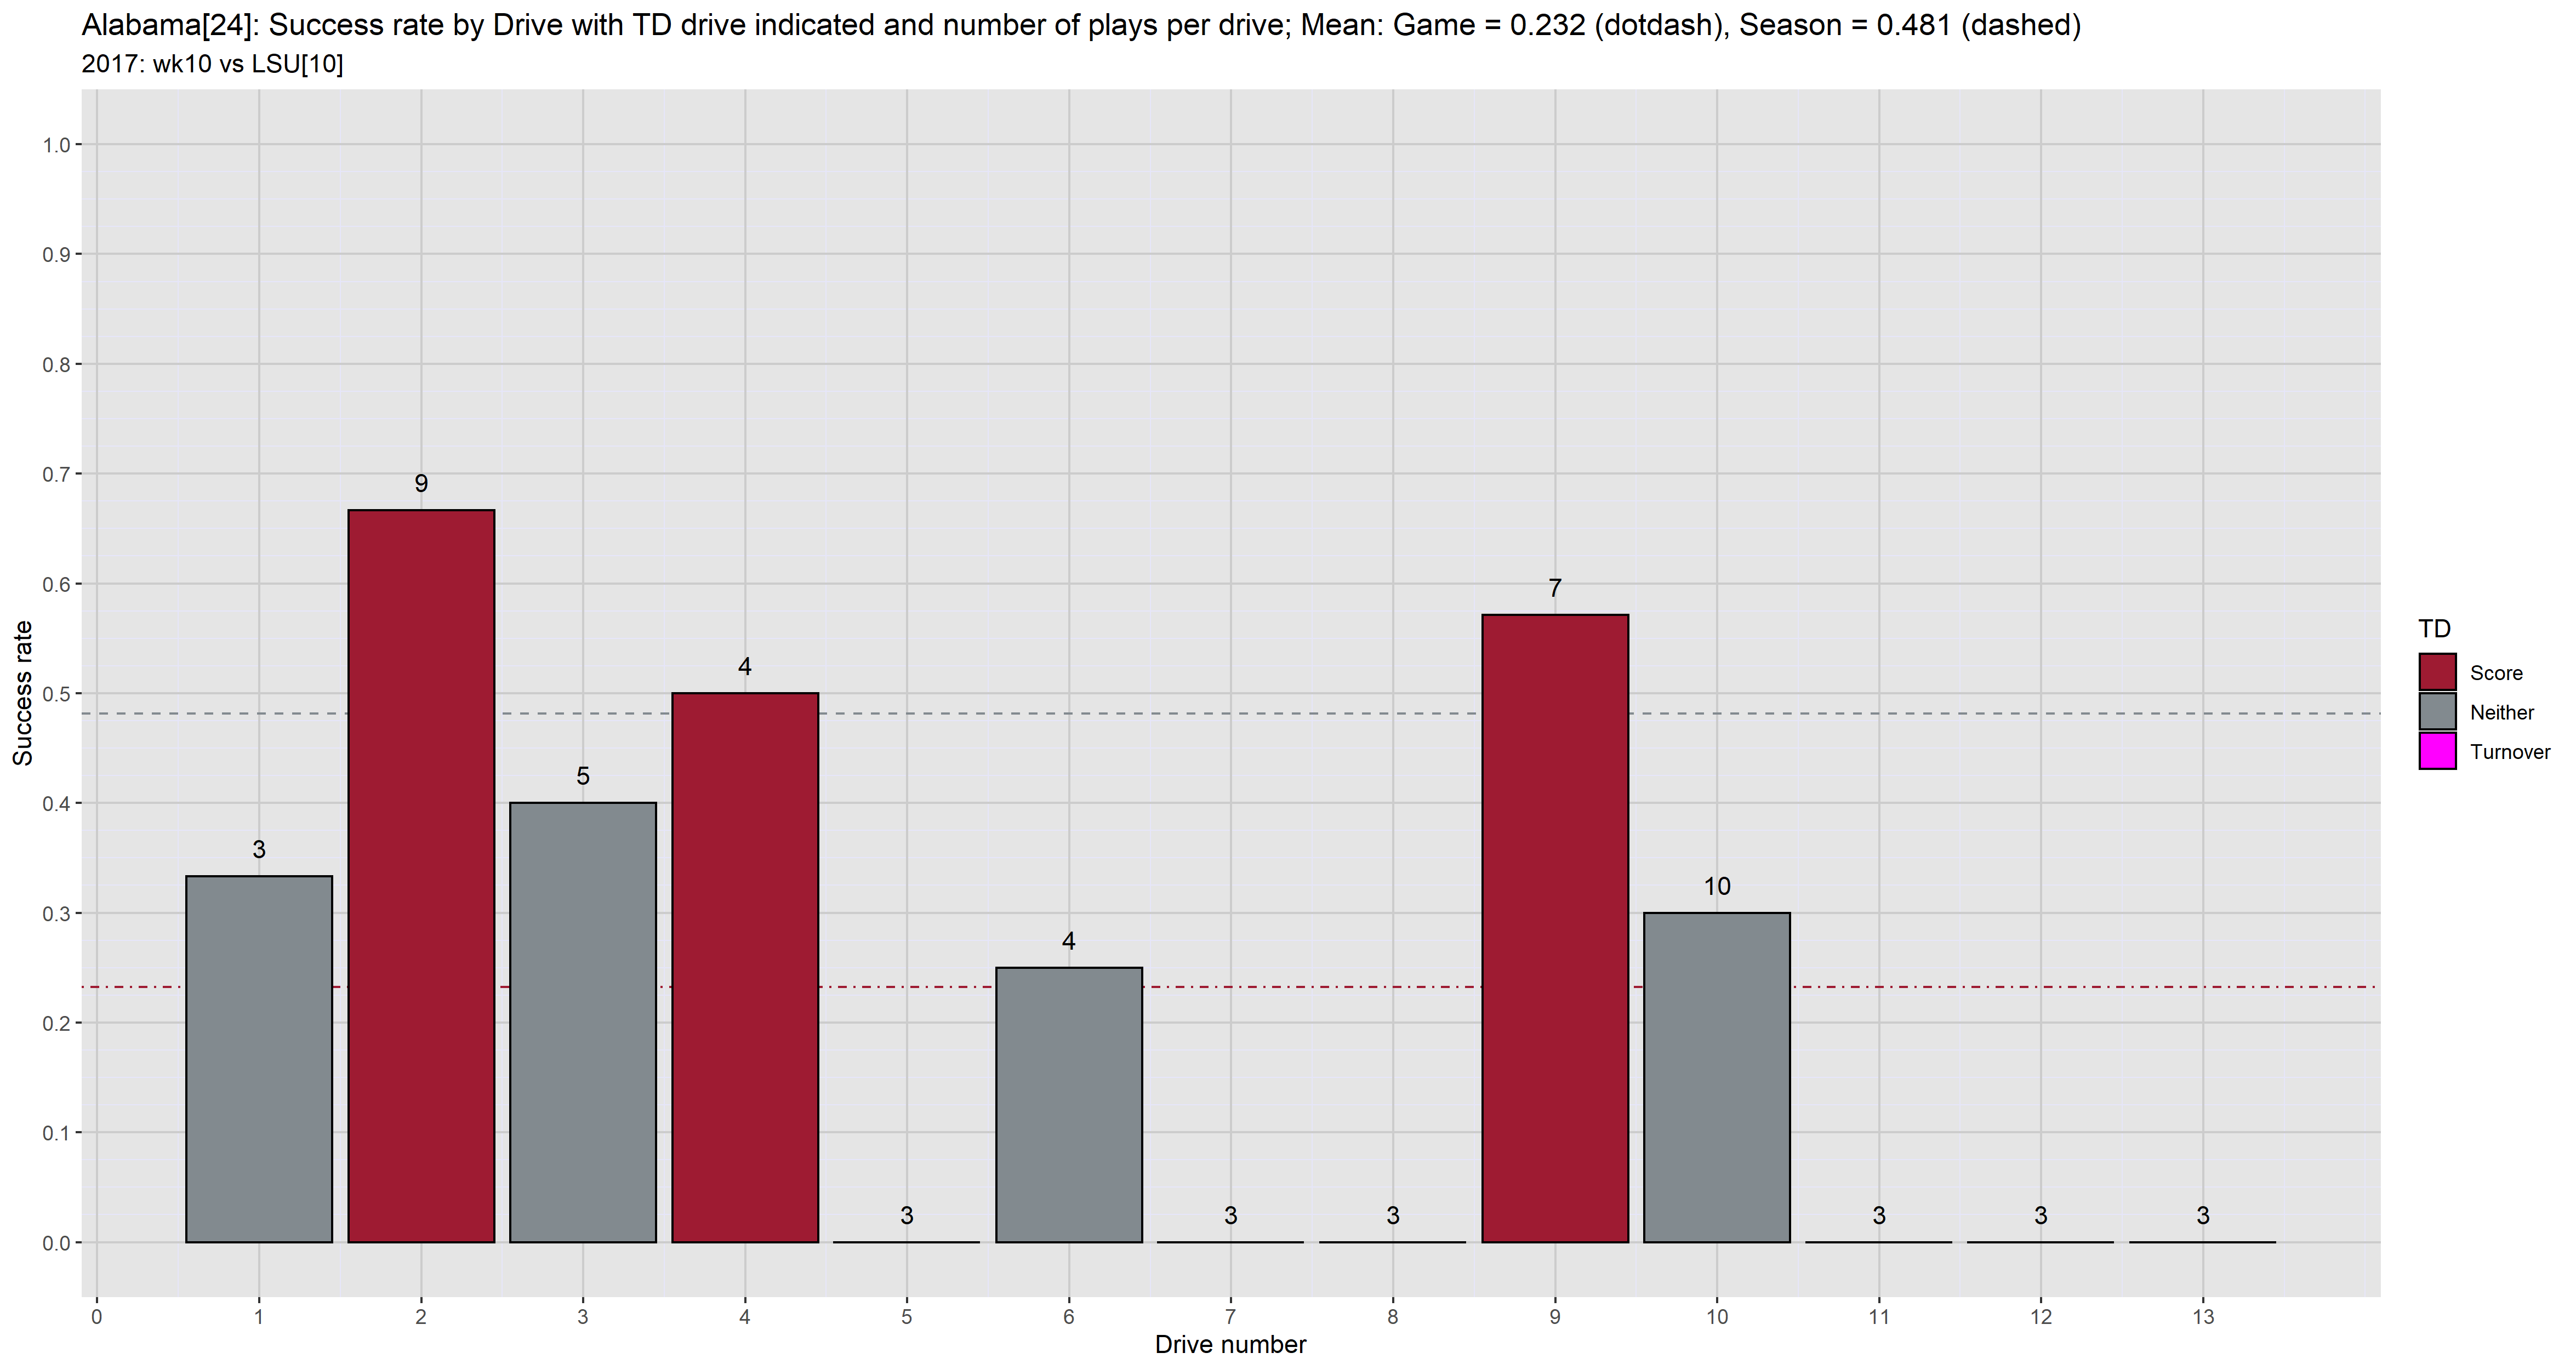 Alabama[24]: Success rate by Drive with TD drive indicated and number of plays per drive; Mean: Game = 0.232 (dotdash), Season = 0.481 (dashed)
2017: wk10 vs LSU[10]
Success rate
1.0
0.9
0.8
0.7
0.6
0.5
0.4
0.3
0.2
0.1
0.0
3
9
5
4
3
4
3
3
7
10
3
3
3
0 1 2 3 4 5 6 7 8 9 10 11 12 13
Drive number
TD
Score
Neither
Turnover